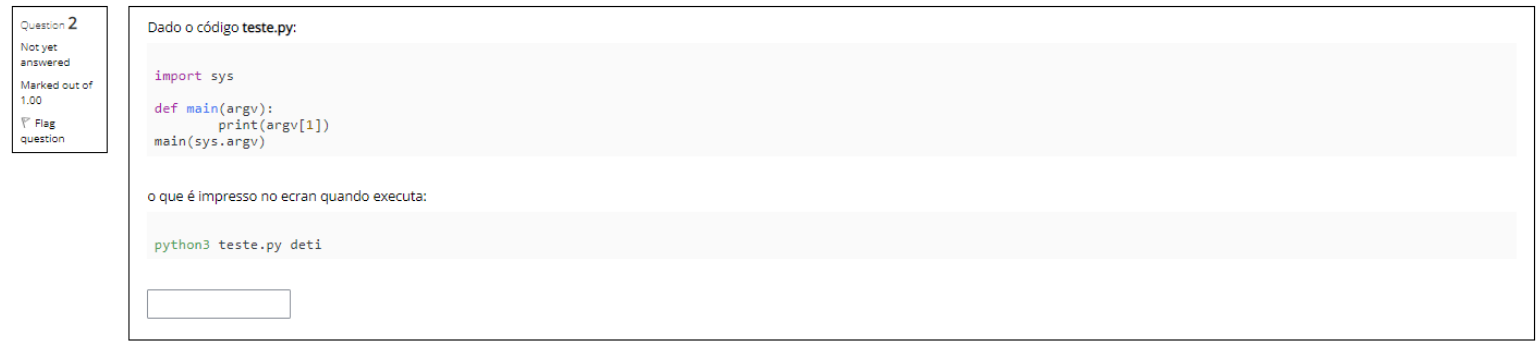 Question 2
Not yet
answered
Marked out of
1.00
Flag
question
Dado o código teste.py:
import sys
def main(argv):
        print(argv[1])
main(sys.argv)
o que é impresso no ecran quando executa:
python3 teste.py deti